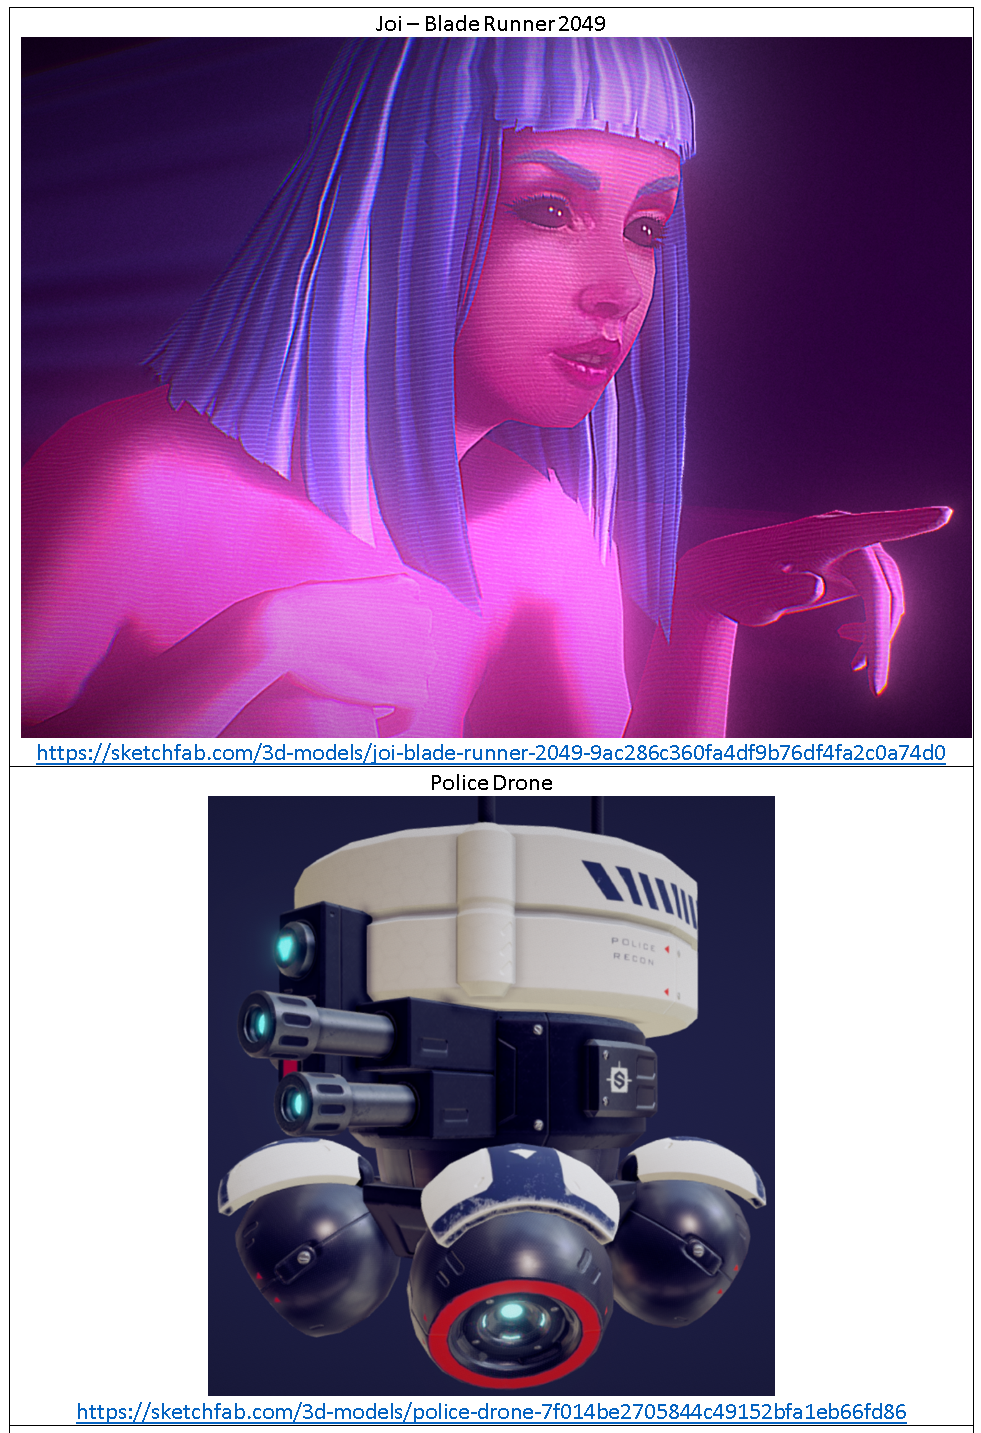 Joi – Blade Runner 2049
https://sketchfab.com/3d-models/joi-blade-runner-2049-9ac286c360fa4df9b76df4fa2c0a74d0
Police Drone
POLICE
RECON
https://sketchfab.com/3d-models/police-drone-7f014be2705844c49152bfa1eb66fd86